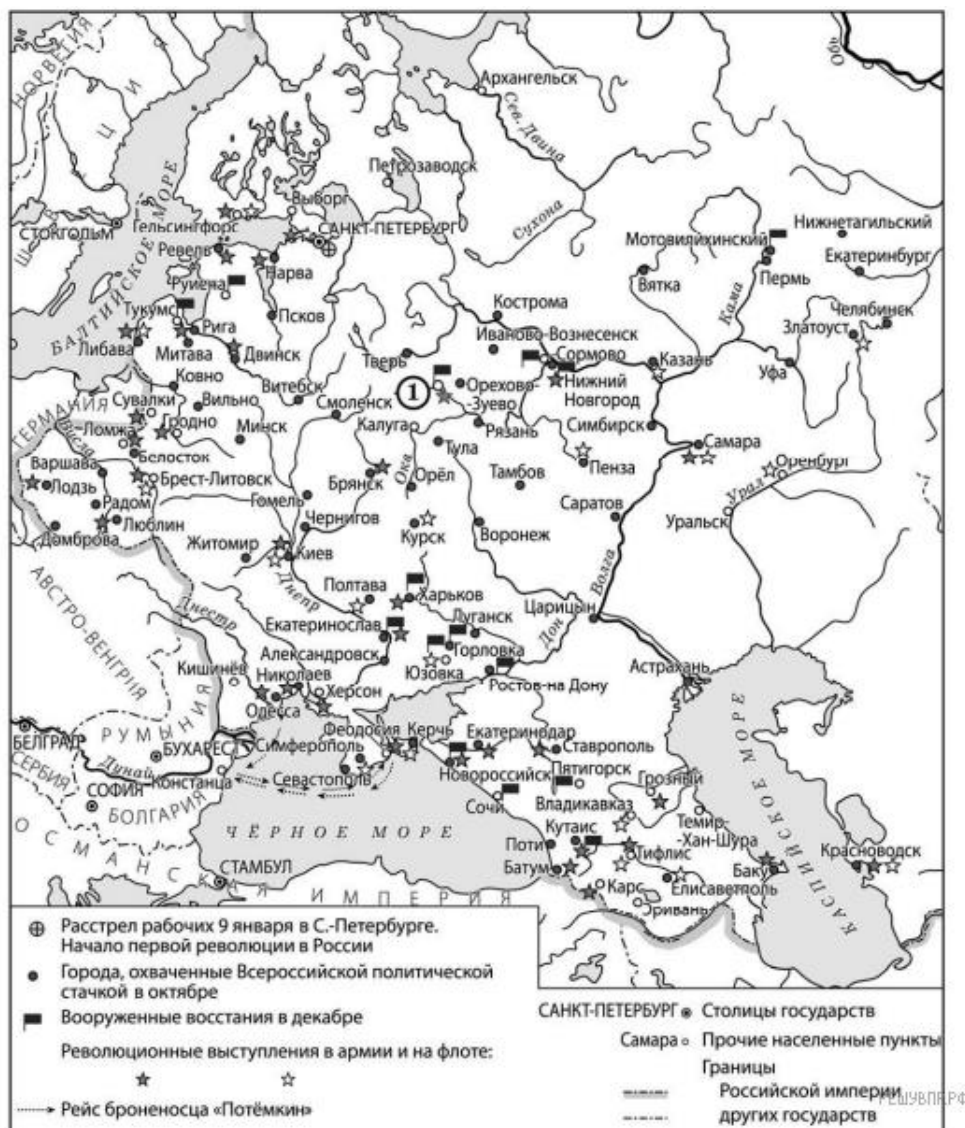 НОРВЕГИЯ
ШВЕЦИЯ
Обь
Архангельск
Сев. Двина
Петрозаводск
Сухона
Выборг
Гельсингфорс
САНКТ-ПЕТЕРБУРГ
СТОКГОЛЬМ
БАЛТИЙСКОЕ МОРЕ
Ревель
Нарва
Руиена
Псков
Тукумс
Рига
Либава
Митава
Двинск
Нижнетагильский
Мотовилихинский
Екатеринбург
Пермь
Вятка
Кама
Кострома
Иваново-Вознесенск
Сормово
Челябинск
Златоуст
Тверь
Казань
Уфа
Ковно
Витебск
1
Орехово-
-Зуево
Нижний
Новгород
Сувалки
Вильно
Смоленск
ГЕРМАНИЯ
Висла
Ломжа
Гродно
Минск
Калуга
Рязань
Симбирск
Тула
Самара
Белосток
Варшава
Лодзь
Брест-Литовск
Брянск
Ока
Орёл
Тамбов
Пенза
Оренбург
Урал
Радом
Гомель
Саратов
Уральск
Люблин
Чернигов
Курск
Воронеж
Домброва
Житомир
Киев
Волга
АВСТРО-ВЕНГРИЯ
Днестр
Днепр
Полтава
Харьков
Луганск
Дон
Царицын
Екатеринослав
Горловка
Александровск
Юзовка
Ростов-на Дону
Астрахань
Кишинёв
Николаев
Херсон
Одесса
РУМЫНИЯ
БЕЛГРАД
БУХАРЕСТ
Феодосия
Керчь
Екатеринодар
Ставрополь
Симферополь
СЕРБИЯ
Дунай
Констанца
Севастополь
Новороссийск
Пятигорск
Грозный
СОФИЯ
БОЛГАРИЯ
Сочи
Владикавказ
Темир-
-Хан-Шура
ЧЁРНОЕ МОРЕ
КАСПИЙСКОЕ МОРЕ
Кутаис
Поти
Тифлис
Батум
Баку
Красноводск
СТАМБУЛ
ОСМАНСКАЯ ИМПЕРИЯ
Карс
Елисаветполь
Эривань
Расстрел рабочих 9 января в С.-Петербурге.
Начало первой революции в России
Города, охваченные Всероссийской политической
стачкой в октябре
Вооруженные восстания в декабре
Революционные выступления в армии и на флоте:
Рейс броненосца «Потёмкин»
САНКТ-ПЕТЕРБУРГ Столицы государств
Самара Прочие населенные пункты
Границы
Российской империи
других государств
РЕШУВПР.РФ